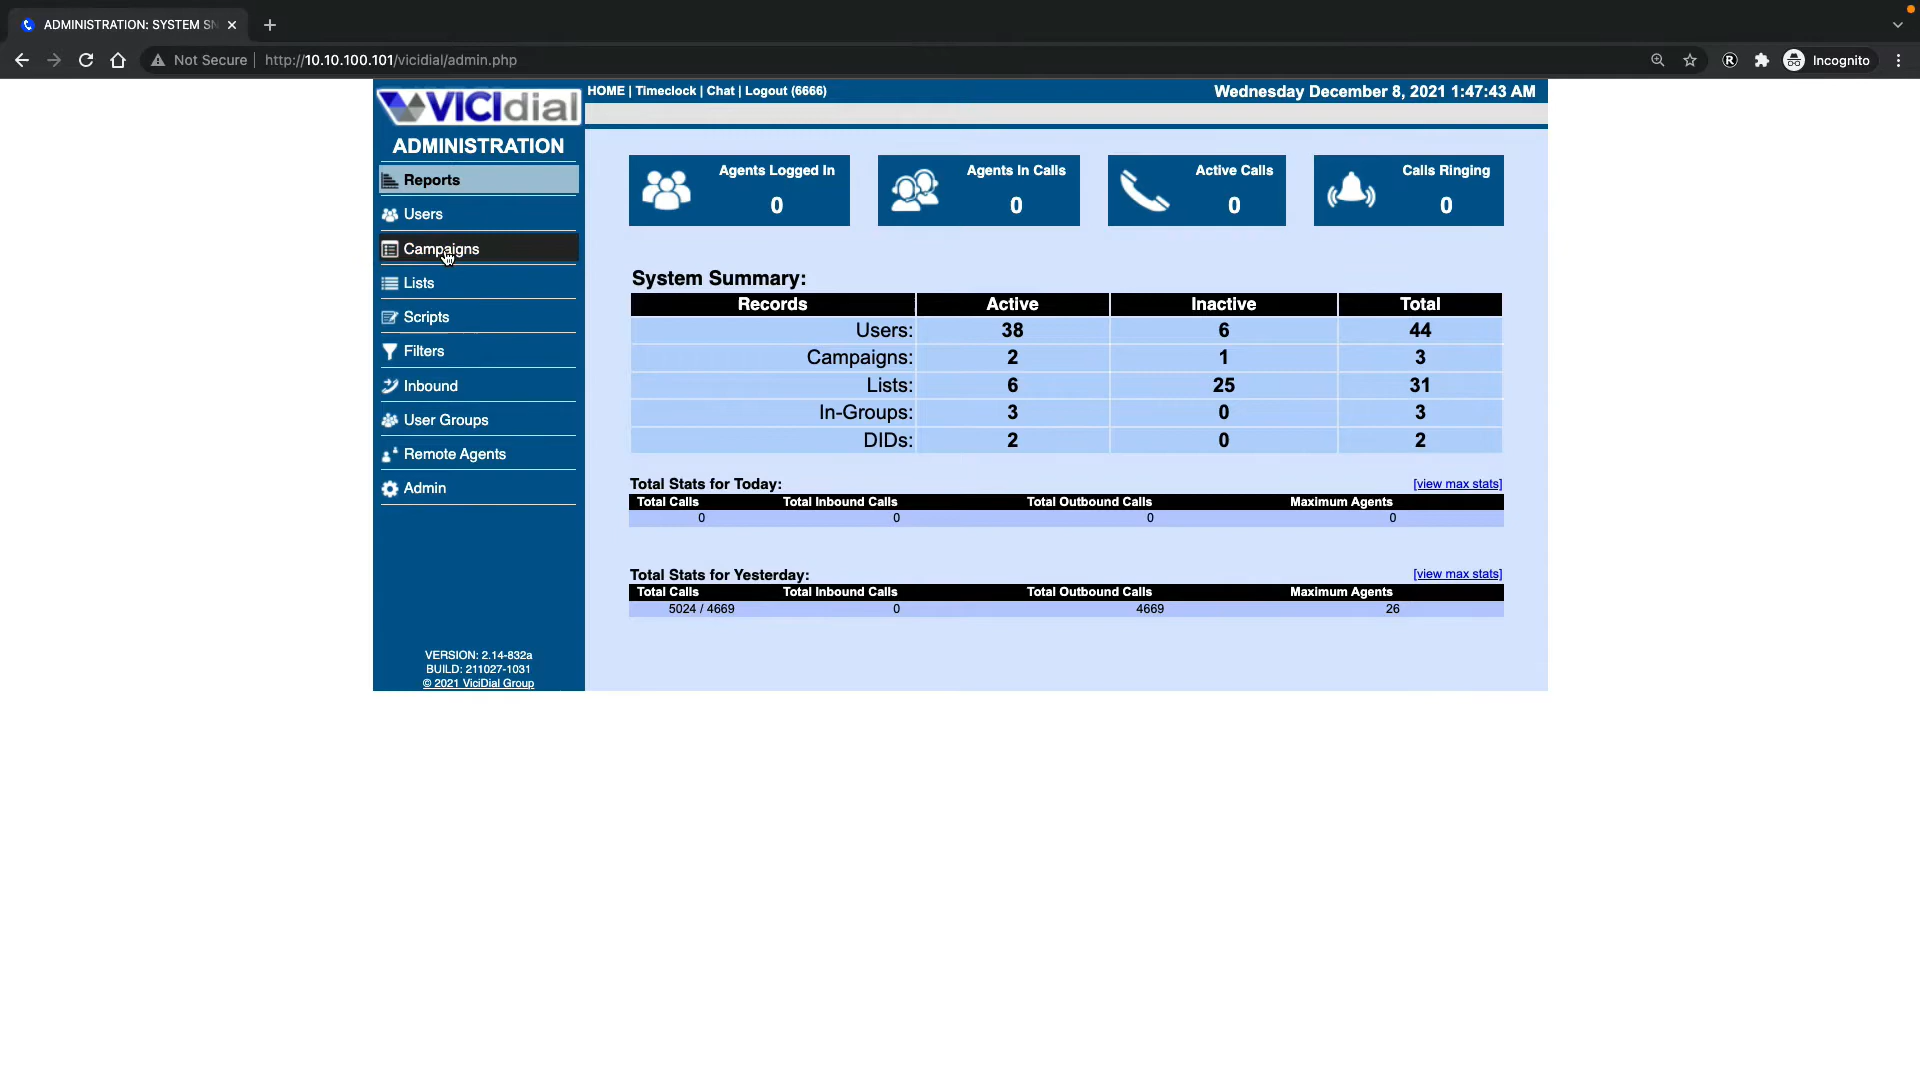 ADMINISTRATION: SYSTEM SN
Not Secure http://10.10.100.101/vicidial/admin.php
R
Incognito
VICIdial
HOME | Timeclock | Chat | Logout (6666)
Wednesday December 8, 2021 1:47:43 AM
ADMINISTRATION
Reports
Users
Campaigns
Lists
Scripts
Filters
Inbound
User Groups
Remote Agents
Admin
VERSION: 2.14-832a
BUILD: 211027-1031
© 2021 ViciDial Group
Agents Logged In
0
Agents In Calls
0
Active Calls
0
Calls Ringing
0
System Summary:
Records Active Inactive Total
Users: 38 6 44
Campaigns: 2 1 3
Lists: 6 25 31
In-Groups: 3 0 3
DIDs: 2 0 2
Total Stats for Today: [view max stats]
Total Calls Total Inbound Calls Total Outbound Calls Maximum Agents
0 0 0 0
Total Stats for Yesterday: [view max stats]
Total Calls Total Inbound Calls Total Outbound Calls Maximum Agents
5024 / 4669 0 4669 26